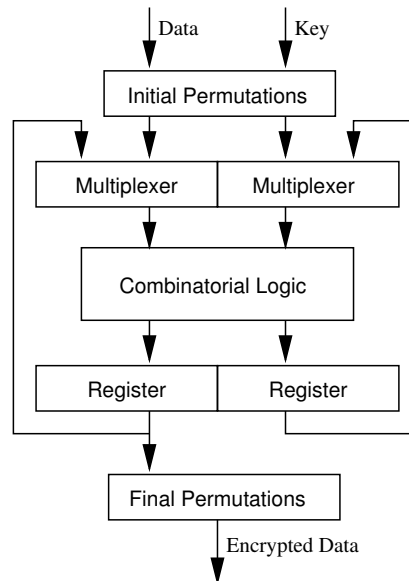 Data Key
Initial Permutations
Multiplexer Multiplexer
Combinatorial Logic
Register Register
Final Permutations
Encrypted Data